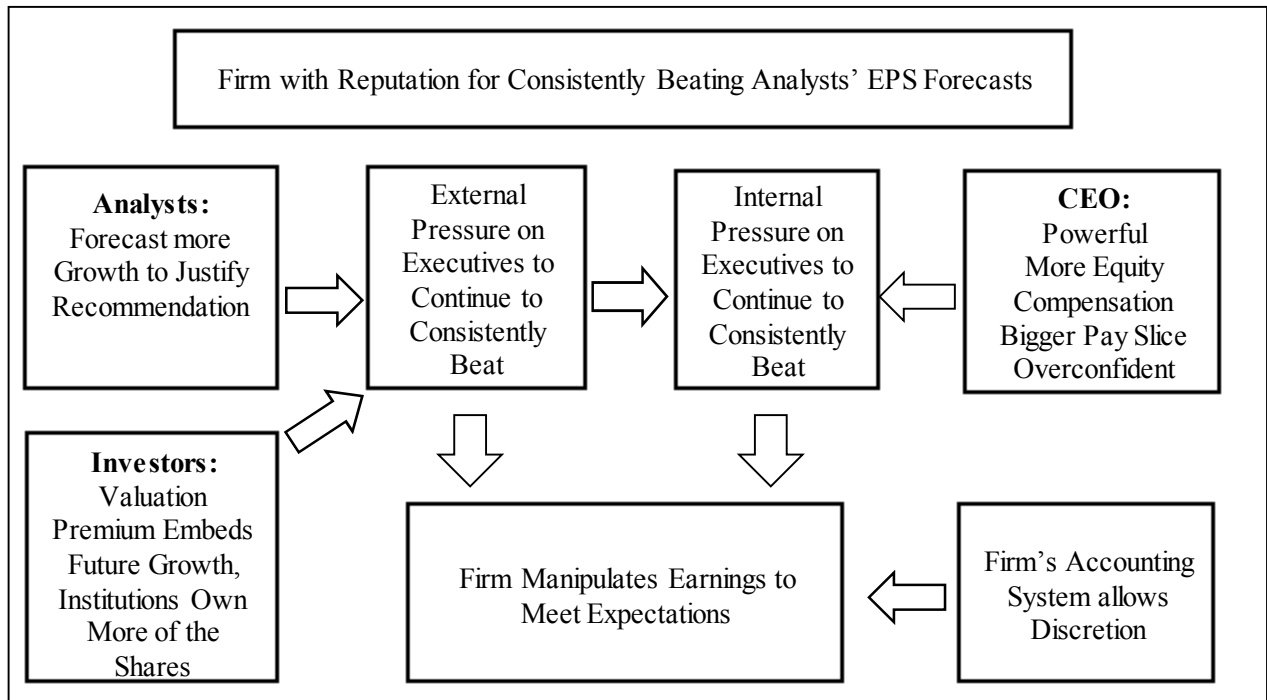 Firm with Reputation for Consistently Beating Analysts’ EPS Forecasts
Analysts:
Forecast more
Growth to Justify
Recommendation
External
Pressure on
Executives to
Continue to
Consistently
Beat
Internal
Pressure on
Executives to
Continue to
Consistently
Beat
CEO:
Powerful
More Equity
Compensation
Bigger Pay Slice
Overconfident
Investors:
Valuation
Premium Embeds
Future Growth,
Institutions Own
More of the
Shares
Firm Manipulates Earnings to
Meet Expectations
Firm’s Accounting
System allows
Discretion